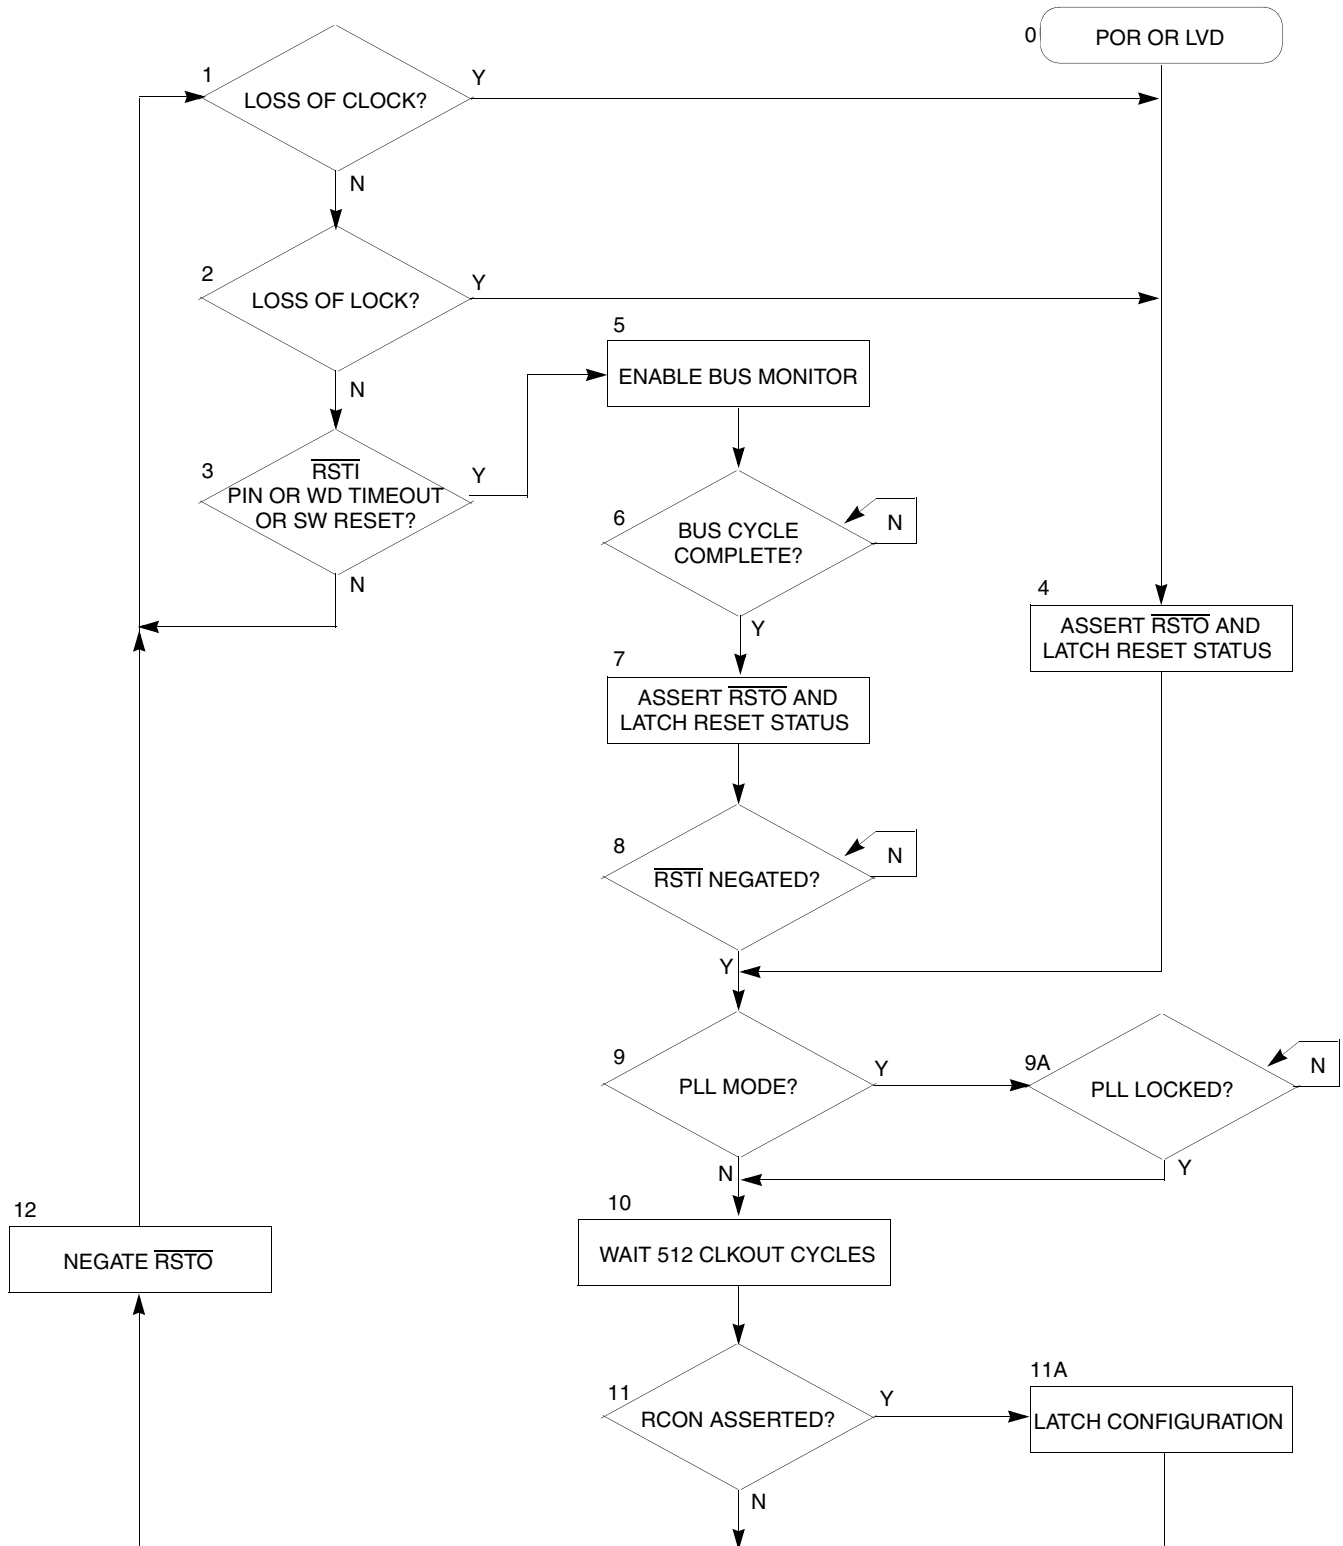 0
POR OR LVD
1
LOSS OF CLOCK?
Y
N
2
LOSS OF LOCK?
Y
N
3
RSTI
PIN OR WD TIMEOUT
OR SW RESET?
Y
N
5
ENABLE BUS MONITOR
6
BUS CYCLE
COMPLETE?
N
Y
4
ASSERT RSTO AND
LATCH RESET STATUS
7
ASSERT RSTO AND
LATCH RESET STATUS
8
RSTI NEGATED?
N
Y
9
PLL MODE?
Y
N
9A
PLL LOCKED?
N
Y
10
WAIT 512 CLKOUT CYCLES
12
NEGATE RSTO
11
RCON ASSERTED?
Y
N
11A
LATCH CONFIGURATION